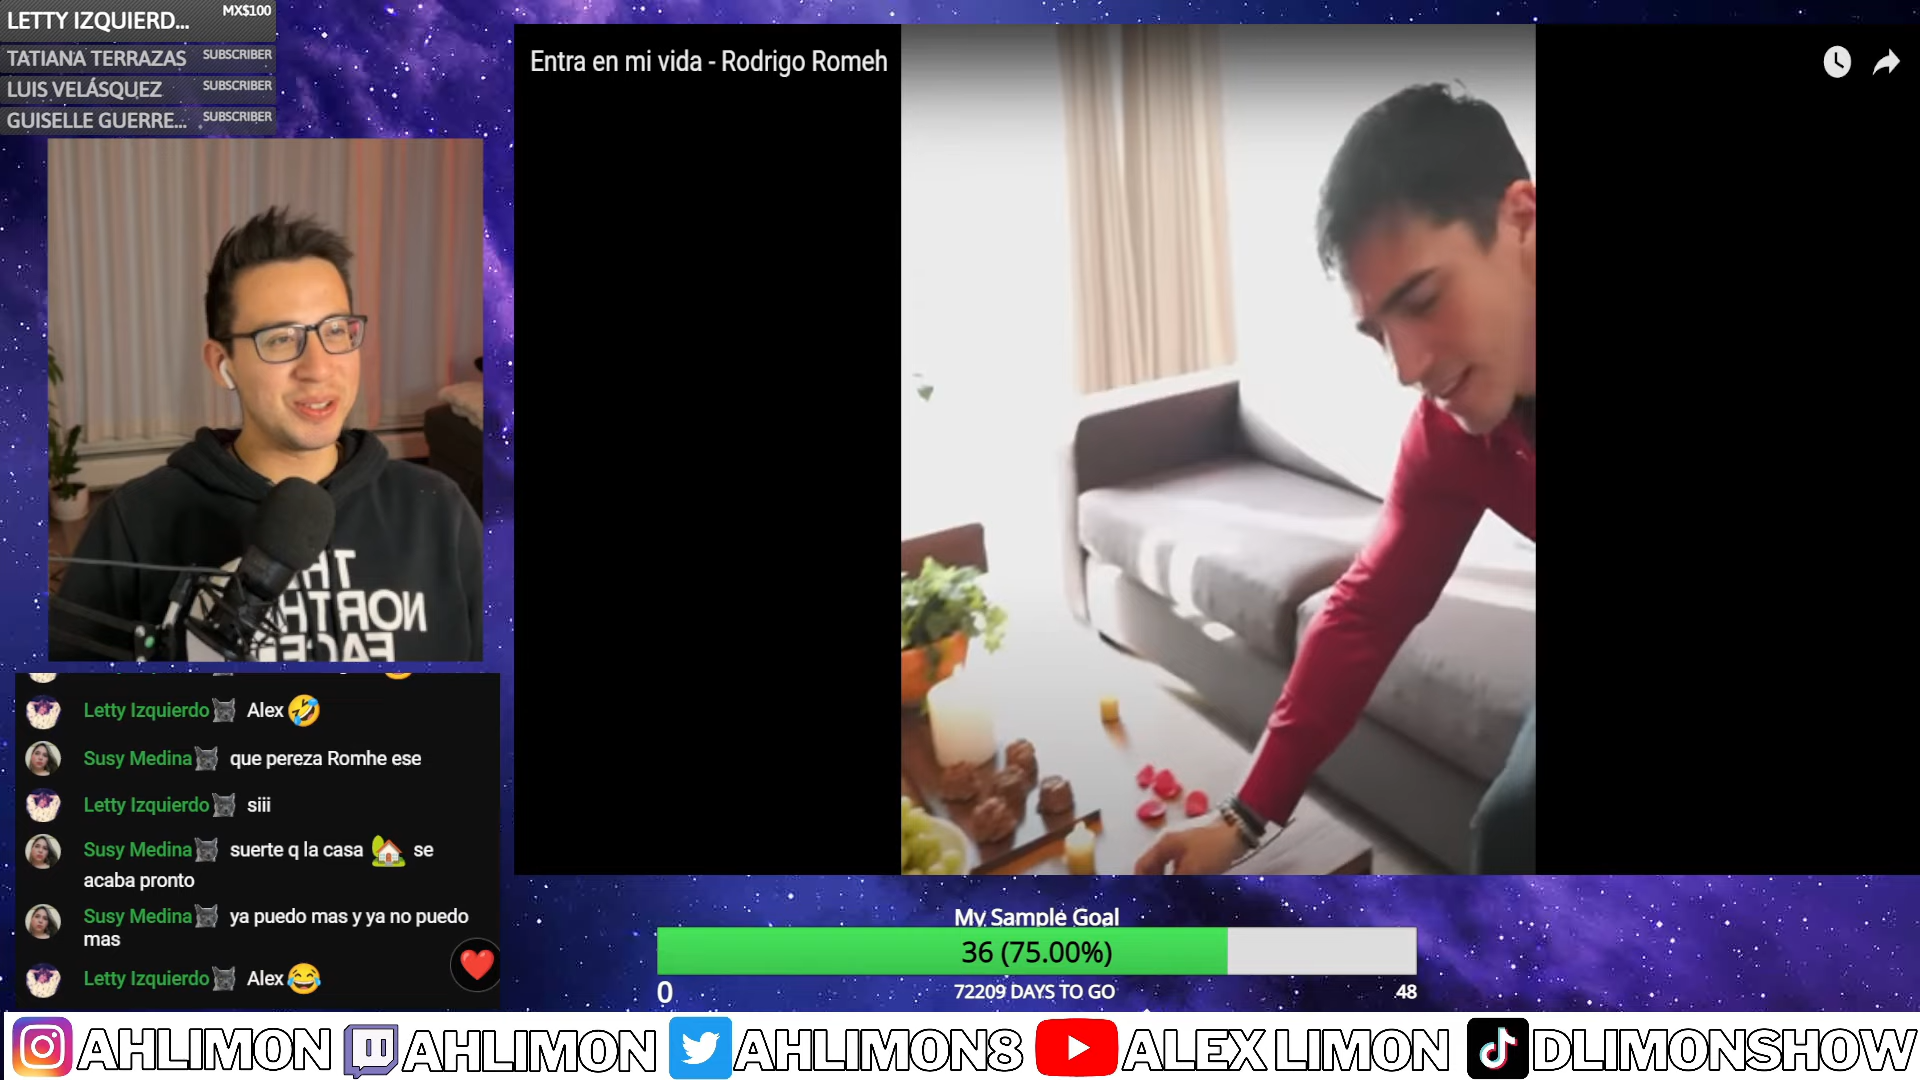 LETTY IZQUIERD...
MX$100
TATIANA TERRAZAS
SUBSCRIBER
LUIS VELÁSQUEZ
SUBSCRIBER
GUISELLE GUERRE...
SUBSCRIBER
Entra en mi vida - Rodrigo Romeh
THE
NORTH
FACE
Letty Izquierdo Alex 🤣
Susy Medina que pereza Romhe ese
Letty Izquierdo siii
Susy Medina suerte q la casa 🏡 se
acaba pronto
Susy Medina ya puedo mas y ya no puedo
mas
Letty Izquierdo Alex 😂
My Sample Goal
36 (75.00%)
0
72209 DAYS TO GO
48
AHLIMON
AHLIMON
AHLIMON8
ALEX LIMON
DLIMONSHOW